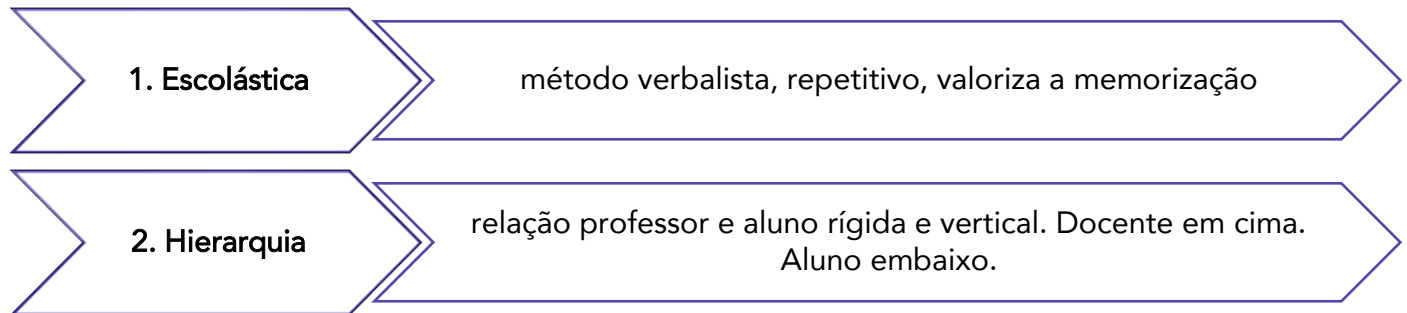 1. Escolástica
método verbalista, repetitivo, valoriza a memorização
2. Hierarquia
relação professor e aluno rígida e vertical. Docente em cima.
Aluno embaixo.